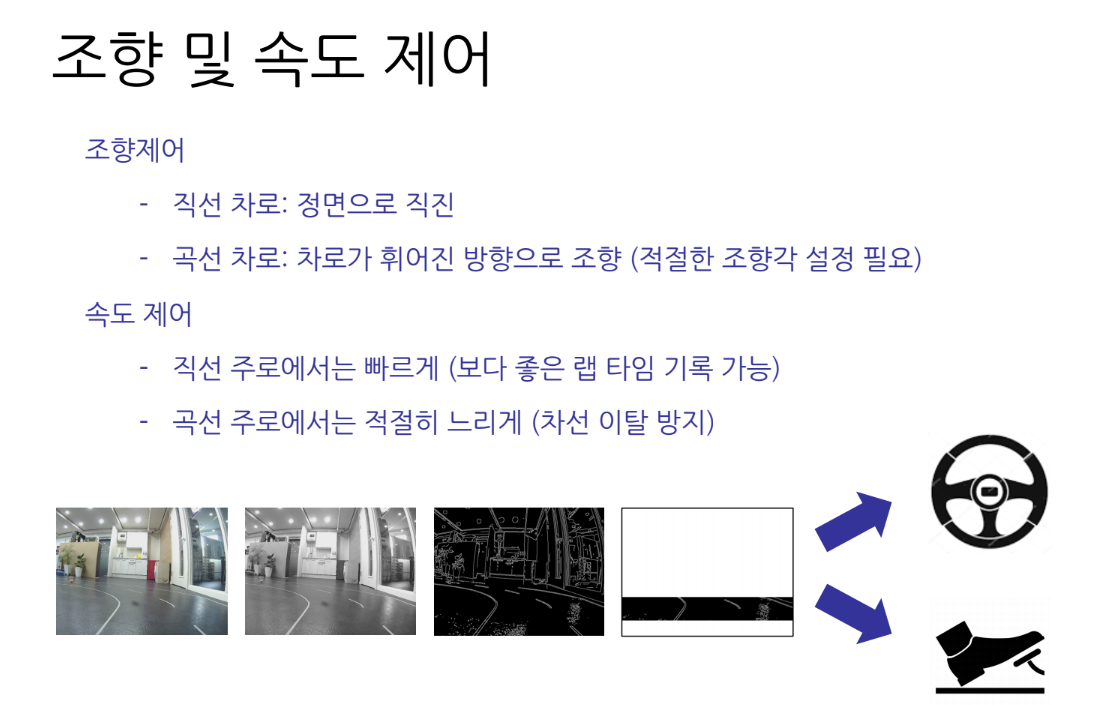 조향 및 속도 제어
조향제어
- 직선 차로: 정면으로 직진
- 곡선 차로: 차로가 휘어진 방향으로 조향 (적절한 조향각 설정 필요)
속도 제어
- 직선 주로에서는 빠르게 (보다 좋은 랩 타임 기록 가능)
- 곡선 주로에서는 적절히 느리게 (차선 이탈 방지)